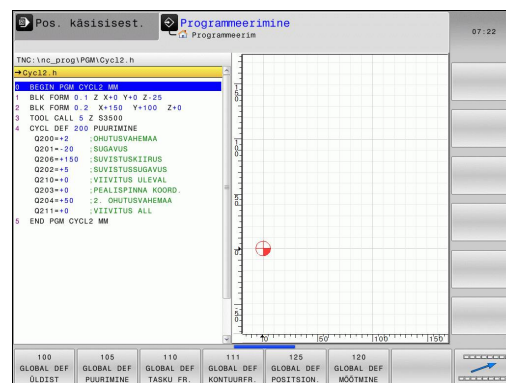 Pos. käsisisest.
Programmeerimine
Programmeerim
07:22
TNC:\nc_prog\PGM\Cycl2.h
→Cycl2.h
0 BEGIN PGM CYCL2 MM
1 BLK FORM 0.1 Z X+0 Y+0 Z-25
2 BLK FORM 0.2 X+150 Y+100 Z+0
3 TOOL CALL 5 Z S3500
4 CYCL DEF 200 PUURIMINE
Q200=+2 ;OHUTUSVAHEMAA
Q201=-20 ;SUGAVUS
Q206=+150 ;SUVISTUSKIIRUS
Q202=+5 ;SUVISTUSSUGAVUS
Q210=+0 ;VIIVITUS ULEVAL
Q203=+0 ;PEALISPINNA KOORD.
Q204=+50 ;2. OHUTUSVAHEMAA
Q211=+0 ;VIIVITUS ALL
5 END PGM CYCL2 MM
150
100
50
0
-50
0 50 100 150
100 GLOBAL DEF ÜLDIST
105 GLOBAL DEF PUURIMINE
110 GLOBAL DEF TASKU FR.
111 GLOBAL DEF KONTUURFR.
125 GLOBAL DEF POSITSION.
120 GLOBAL DEF MÕÕTMINE